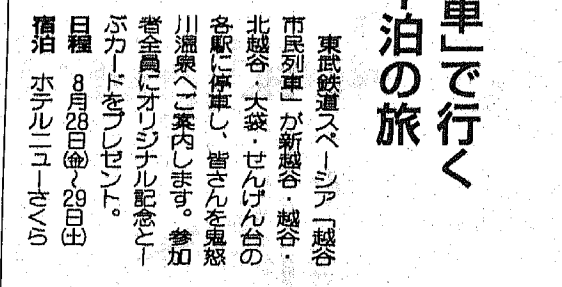 車」で行く
泊の旅
東武鉄道スペーシア「越谷
市民列車」が新越谷・越谷・
北越谷・大袋・せんげん台の
各駅に停車し、皆さんを鬼怒
川温泉へご案内します。参加
者全員にオリジナル記念とー
ぶカードをプレゼント。
日程 8月28日㈮~29日㈯
宿泊 ホテルニューさくら